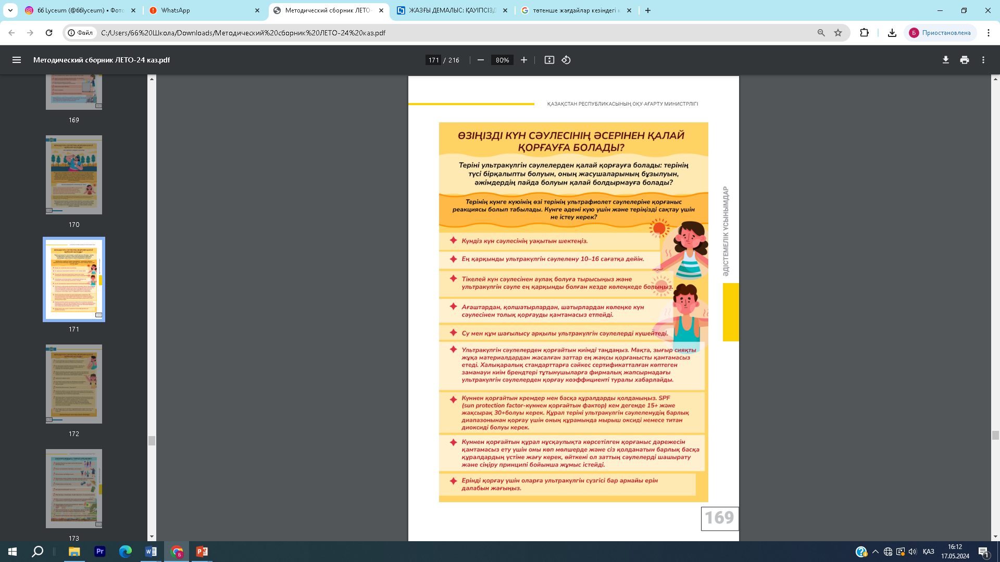 66 Lyceum (@66lyceum) • Фото
WhatsApp
Методический сборник ЛЕТО-
ЖАЗҒЫ ДЕМАЛЫС: ҚАУІПСІЗД
төтенше жағдайлар кезіндегі
Файл
C:/Users/66%20Школа/Downloads/Методический%20сборник%20ЛЕТО-24%20каз.pdf
Б
Приостановлена
Методический сборник ЛЕТО-24 каз.pdf
171 / 216
80%
169
170
171
172
173
ҚАЗАҚСТАН РЕСПУБЛИКАСЫНЫҢ ОҚУ-АҒАРТУ МИНИСТРЛІГІ
ӨЗІҢІЗДІ КҮН СӘУЛЕСІНІҢ ӘСЕРІНЕН ҚАЛАЙ
ҚОРҒАУҒА БОЛАДЫ?
Теріні ультракүлгін сәулелерден қалай қорғауға болады: терінің
түсі бірқалыпты болуын, оның жасушаларының бұзылуын,
әжімдердің пайда болуын қалай болдырмауға болады?
Терінің күнге күюінің өзі терінің ультрафиолет сәулелеріне қорғаныс
реакциясы болып табылады. Күнге әдемі күю үшін және теріңізді сақтау үшін
не істеу керек?
Күндіз күн сәулесінің уақытын шектеңіз.
Ең қарқынды ультракүлгін сәулелену 10–16 сағатқа дейін.
Тікелей күн сәулесінен аулақ болуға тырысыңыз және
ультракүлгін сәуле ең қарқынды болған кезде көлеңкеде болыңыз.
Ағаштардан, қолшатырлардан, шатырлардан көлеңке күн
сәулесінен толық қорғауды қамтамасыз етпейді.
Су мен құм шағылысу арқылы ультракүлгін сәулелерді күшейтеді.
Ультракүлгін сәулелерден қорғайтын киімді таңдаңыз. Мақта, зығыр сияқты
жұқа материалдардан жасалған заттар ең жақсы қорғанысты қамтамасыз
етеді. Халықаралық стандарттарға сәйкес сертификатталған көптеген
заманауи киім брендтері тұтынушыларға фирмалық жапсырмадағы
ультракүлгін сәулелерден қорғау коэффициенті туралы хабарлайды.
Күннен қорғайтын кремдер мен басқа құралдарды қолданыңыз. SPF
(sun protection factor-күннен қорғайтын фактор) кем дегенде 15+ және
жақсырақ 30+болуы керек. Құрал теріні ультракүлгін сәулеленудің барлық
диапазонынан қорғау үшін оның құрамында мырыш оксиді немесе титан
диоксиді болуы керек.
Күннен қорғайтын құрал нұсқаулықта көрсетілген қорғаныс дәрежесін
қамтамасыз ету үшін оны көп мөлшерде және сіз қолданатын барлық басқа
құралдардың үстіне жағу керек, өйткені ол заттың сәулелерді шашырату
және сіңіру принципі бойынша жұмыс істейді.
Ерінді қорғау үшін оларға ультракүлгін сүзгісі бар арнайы ерін
далабын жағыңыз.
ӘДІСТЕМЕЛІК ҰСЫНЫМДАР
169
Pr
ҚАЗ
16:12
17.05.2024
1